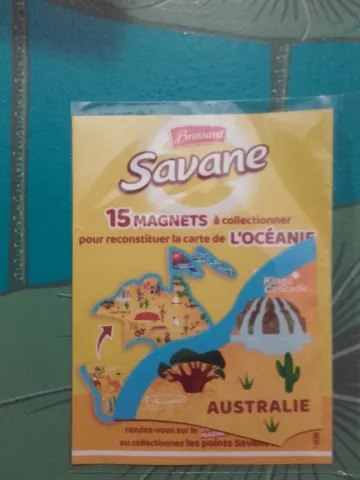 Brossard
Savane
15 MAGNETS à collectionner
pour reconstituer la carte de L'OCÉANIE
Kings
Cascade
AUSTRALIE
rendez-vous sur le
ou collectionnez les points Savane